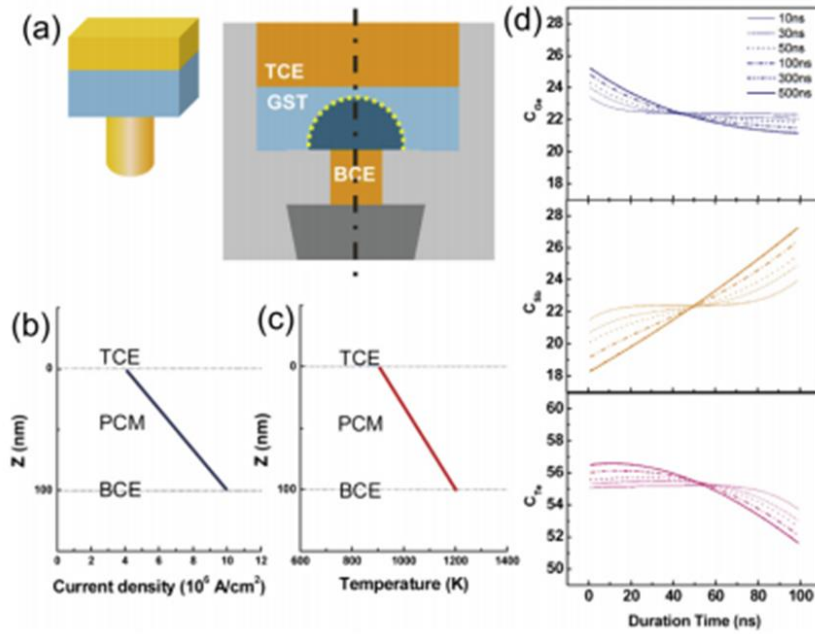 (a)
TCE
GST
BCE
(b)
TCE
PCM
BCE
0
100
Z (nm)
0 2 4 6 8 10 12
Current density (10⁶ A/cm²)
(c)
TCE
PCM
BCE
0
100
Z (nm)
600 800 1000 1200 1400
Temperature (K)
(d)
28
26
24
22
20
18
C_Ge
10ns
30ns
50ns
100ns
300ns
500ns
28
26
24
22
20
18
C_Sb
60
58
56
54
52
50
C_Te
0 20 40 60 80 100
Duration Time (ns)